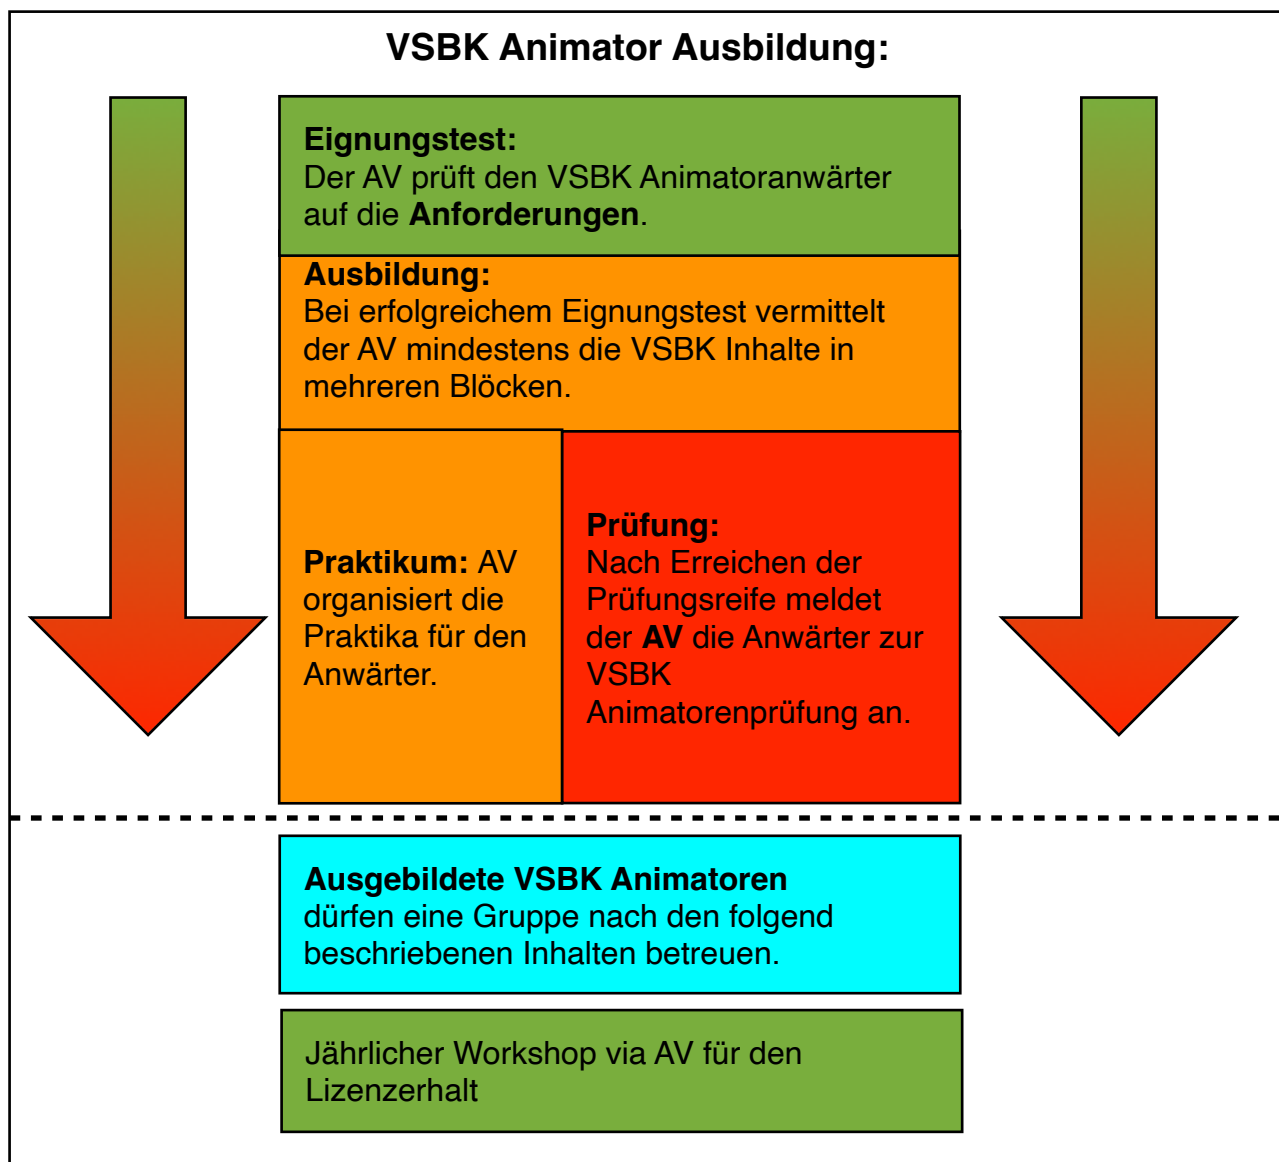 VSBK Animator Ausbildung:
Eignungstest:
Der AV prüft den VSBK Animatoranwärter
auf die Anforderungen.
Ausbildung:
Bei erfolgreichem Eignungstest vermittelt
der AV mindestens die VSBK Inhalte in
mehreren Blöcken.
Praktikum: AV
organisiert die
Praktika für den
Anwärter.
Prüfung:
Nach Erreichen der
Prüfungsreife meldet
der AV die Anwärter zur
VSBK
Animatorenprüfung an.
Ausgebildete VSBK Animatoren
dürfen eine Gruppe nach den folgend
beschriebenen Inhalten betreuen.
Jährlicher Workshop via AV für den
Lizenzerhalt